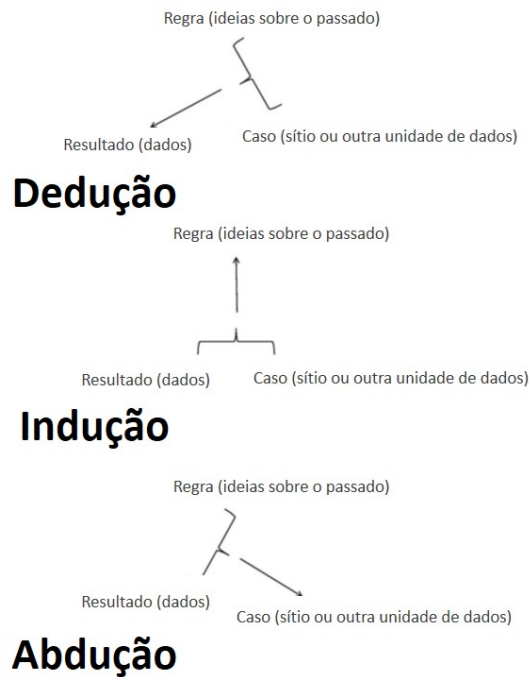 Regra (ideias sobre o passado)
Resultado (dados)
Caso (sítio ou outra unidade de dados)
Dedução
Regra (ideias sobre o passado)
Resultado (dados)
Caso (sítio ou outra unidade de dados)
Indução
Regra (ideias sobre o passado)
Resultado (dados)
Caso (sítio ou outra unidade de dados)
Abdução